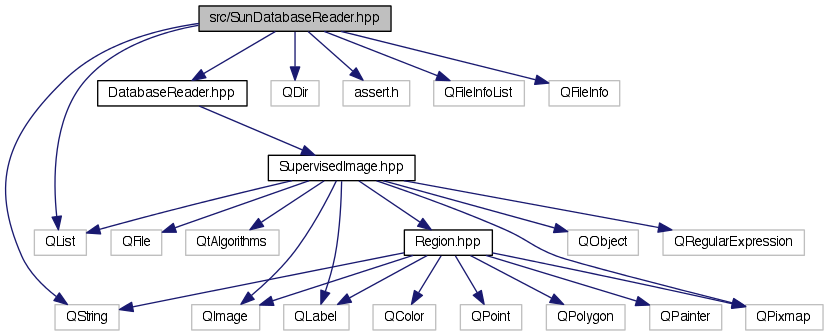 src/SunDatabaseReader.hpp
DatabaseReader.hpp
QDir
assert.h
QFileInfoList
QFileInfo
SupervisedImage.hpp
QList
QFile
QtAlgorithms
Region.hpp
QObject
QRegularExpression
QString
QImage
QLabel
QColor
QPoint
QPolygon
QPainter
QPixmap